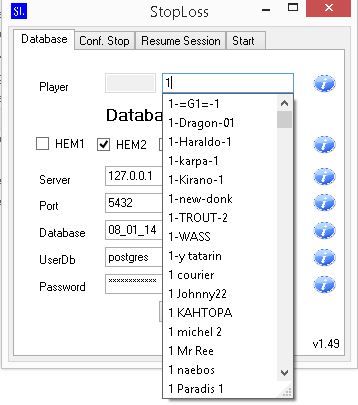 SL StopLoss
Database Conf. Stop Resume Session Start
Player 1
1-=G1=-1
Databa 1-Dragon-01
HEM1 HEM2 1-Haraldo-1
1-karpa-1
Server 127.0.0.1 1-Kirano-1
Port 5432 1-new-donk
1-TROUT-2
Database 08_01_14 1-WASS
UserDb postgres 1-y tatarin
1 courier
Password ************ 1 Johnny22
1 KAHTOPA
1 michel 2
1 Mr Ree v1.49
1 naebos
1 Paradis 1